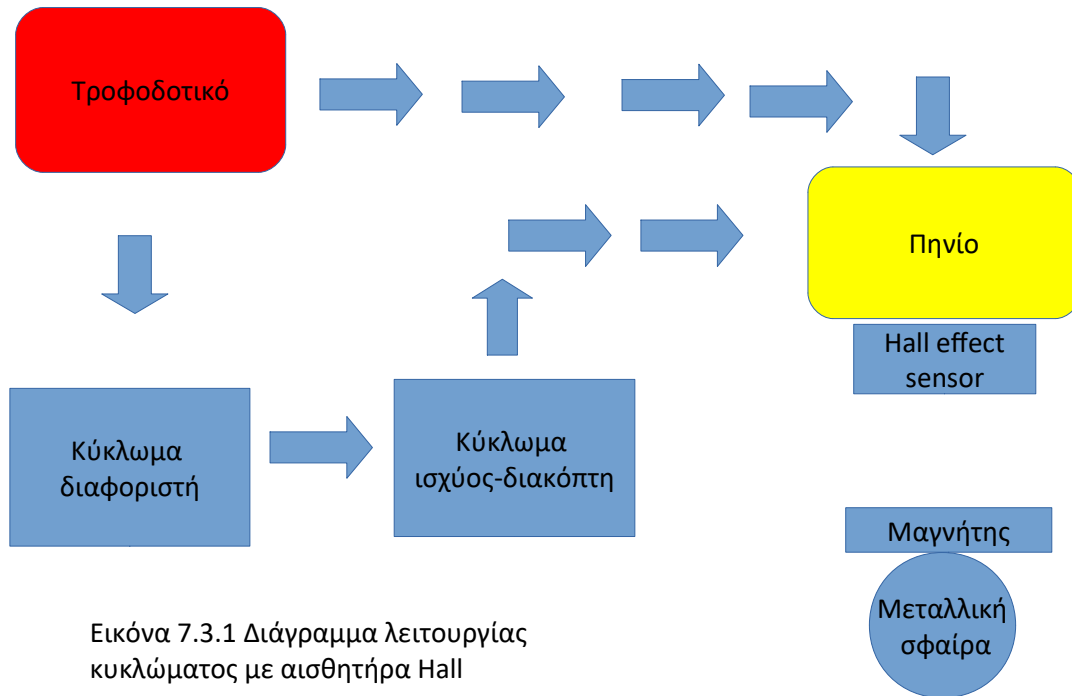 Τροφοδοτικό
Πηνίο
Hall effect
sensor
Κύκλωμα
διαφοριστή
Κύκλωμα
ισχύος-διακόπτη
Μαγνήτης
Μεταλλική
σφαίρα
Εικόνα 7.3.1 Διάγραμμα λειτουργίας
κυκλώματος με αισθητήρα Hall